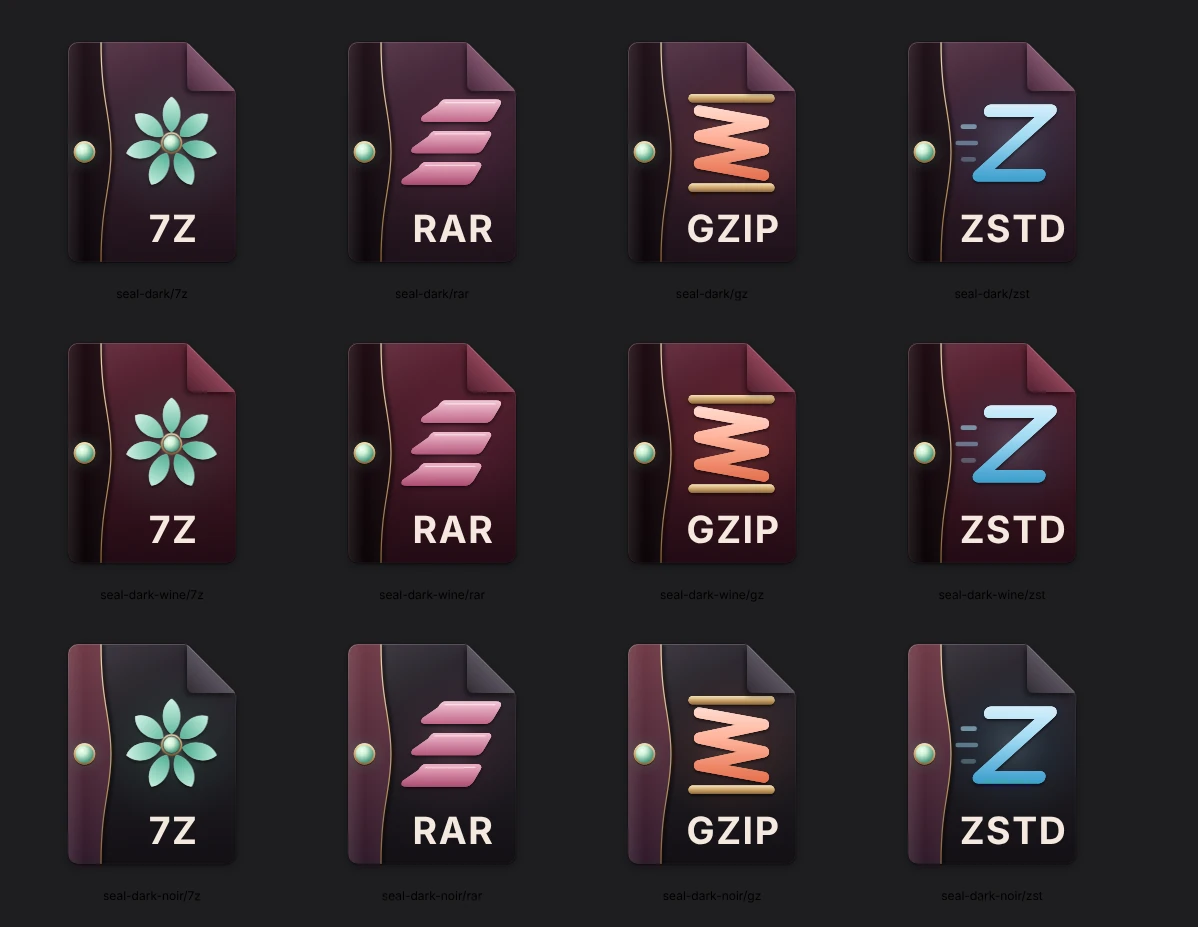 7Z RAR GZIP ZSTD
seal-dark/7z seal-dark/rar seal-dark/gz seal-dark/zst
7Z RAR GZIP ZSTD
seal-dark-wine/7z seal-dark-wine/rar seal-dark-wine/gz seal-dark-wine/zst
7Z RAR GZIP ZSTD
seal-dark-noir/7z seal-dark-noir/rar seal-dark-noir/gz seal-dark-noir/zst